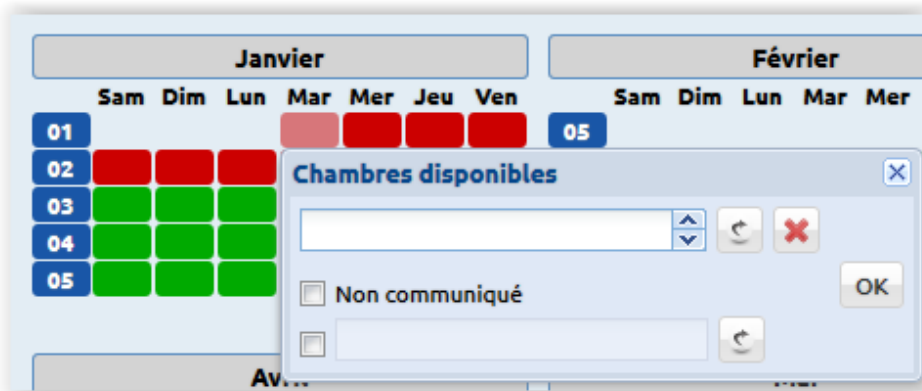 Janvier
Février
Sam Dim Lun Mar Mer Jeu Ven
Sam Dim Lun Mar Mer
01
05
02
03
04
05
Chambres disponibles
Non communiqué
OK